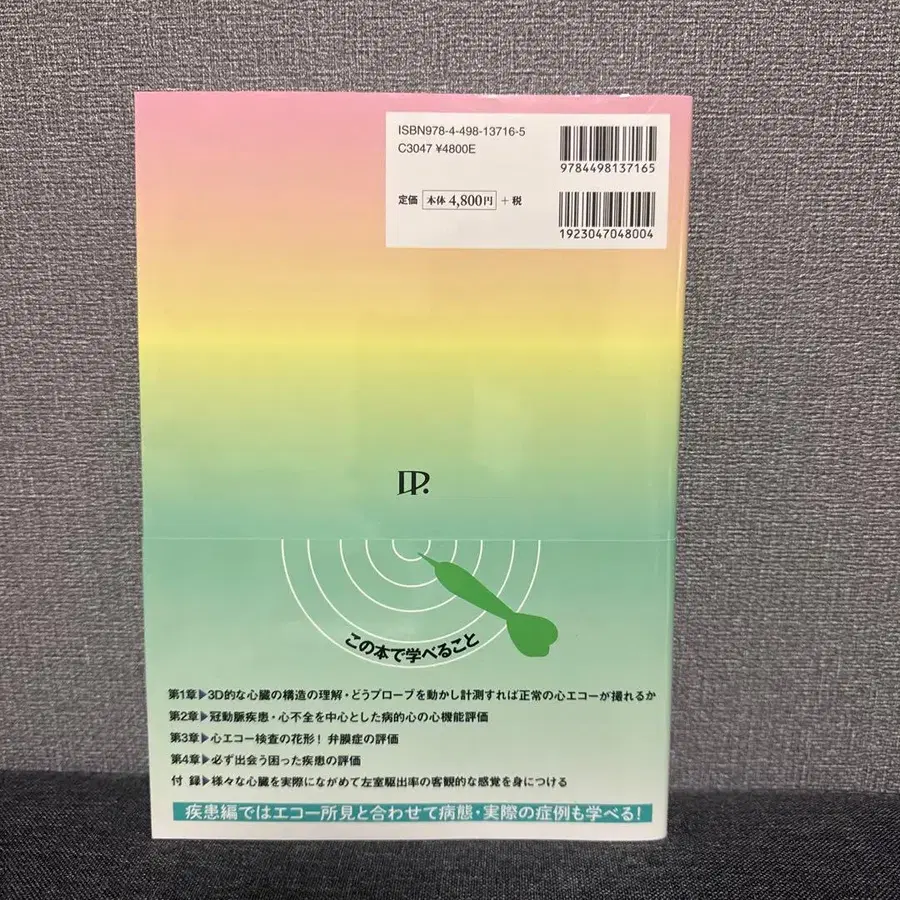 ISBN978-4-498-13716-5
C3047 ¥4800E
9784498137165
定価 本体 4,800円 + 税
1923047048004
この本で学べること
第1章▶3D的な心臓の構造の理解・どうプローブを動かし計測すれば正常の心エコーが撮れるか
第2章▶冠動脈疾患・心不全を中心とした病的心の心機能評価
第3章▶心エコー検査の花形！ 弁膜症の評価
第4章▶必ず出会う困った疾患の評価
付 録▶様々な心臓を実際にながめて左室駆出率の客観的な感覚を身につける
疾患編ではエコー所見と合わせて病態・実際の症例も学べる！